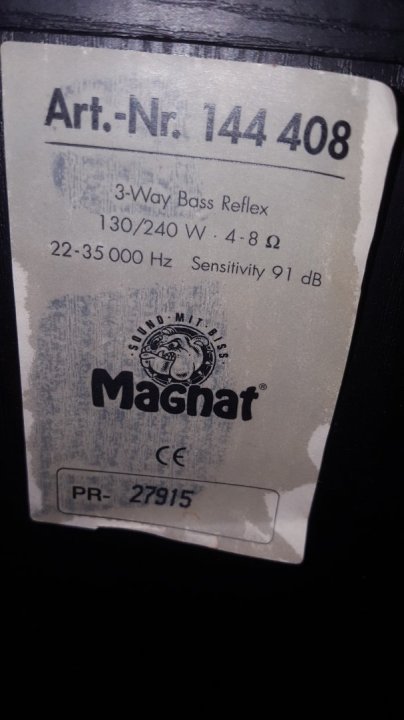 Art.-Nr. 144 408
3-Way Bass Reflex
130/240 W · 4-8 Ω
22-35 000 Hz Sensitivity 91 dB
·SOUND·MIT·BISS·
Magnat®
CE
PR- 27915